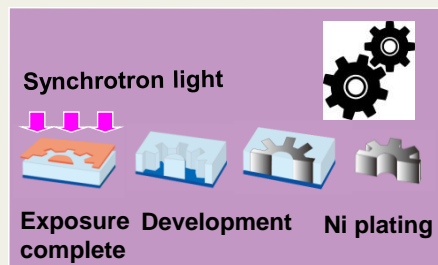 Synchrotron light
Exposure complete
Development
Ni plating